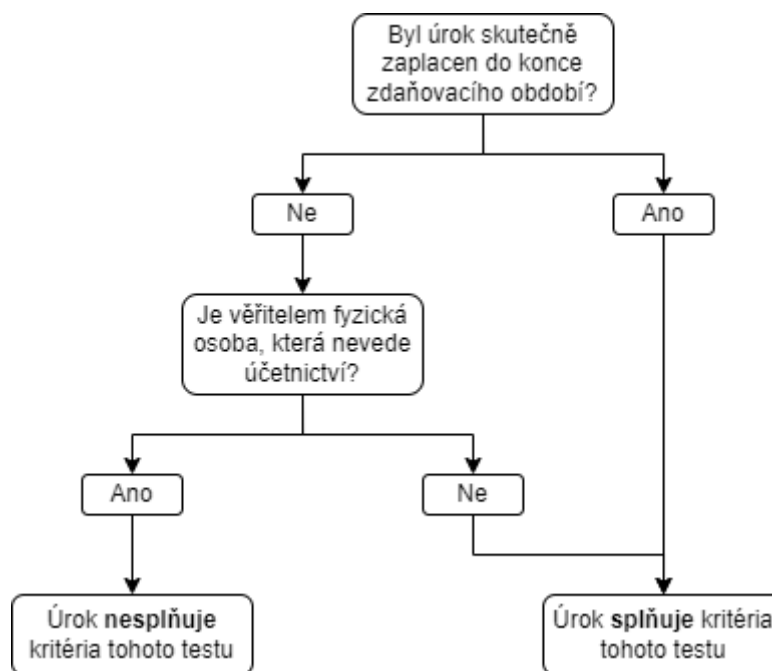 Byl úrok skutečně
zaplacen do konce
zdaňovacího období?
Ne
Ano
Je věřitelem fyzická
osoba, která nevede
účetnictví?
Ano
Ne
Úrok nesplňuje
kritéria tohoto testu
Úrok splňuje kritéria
tohoto testu